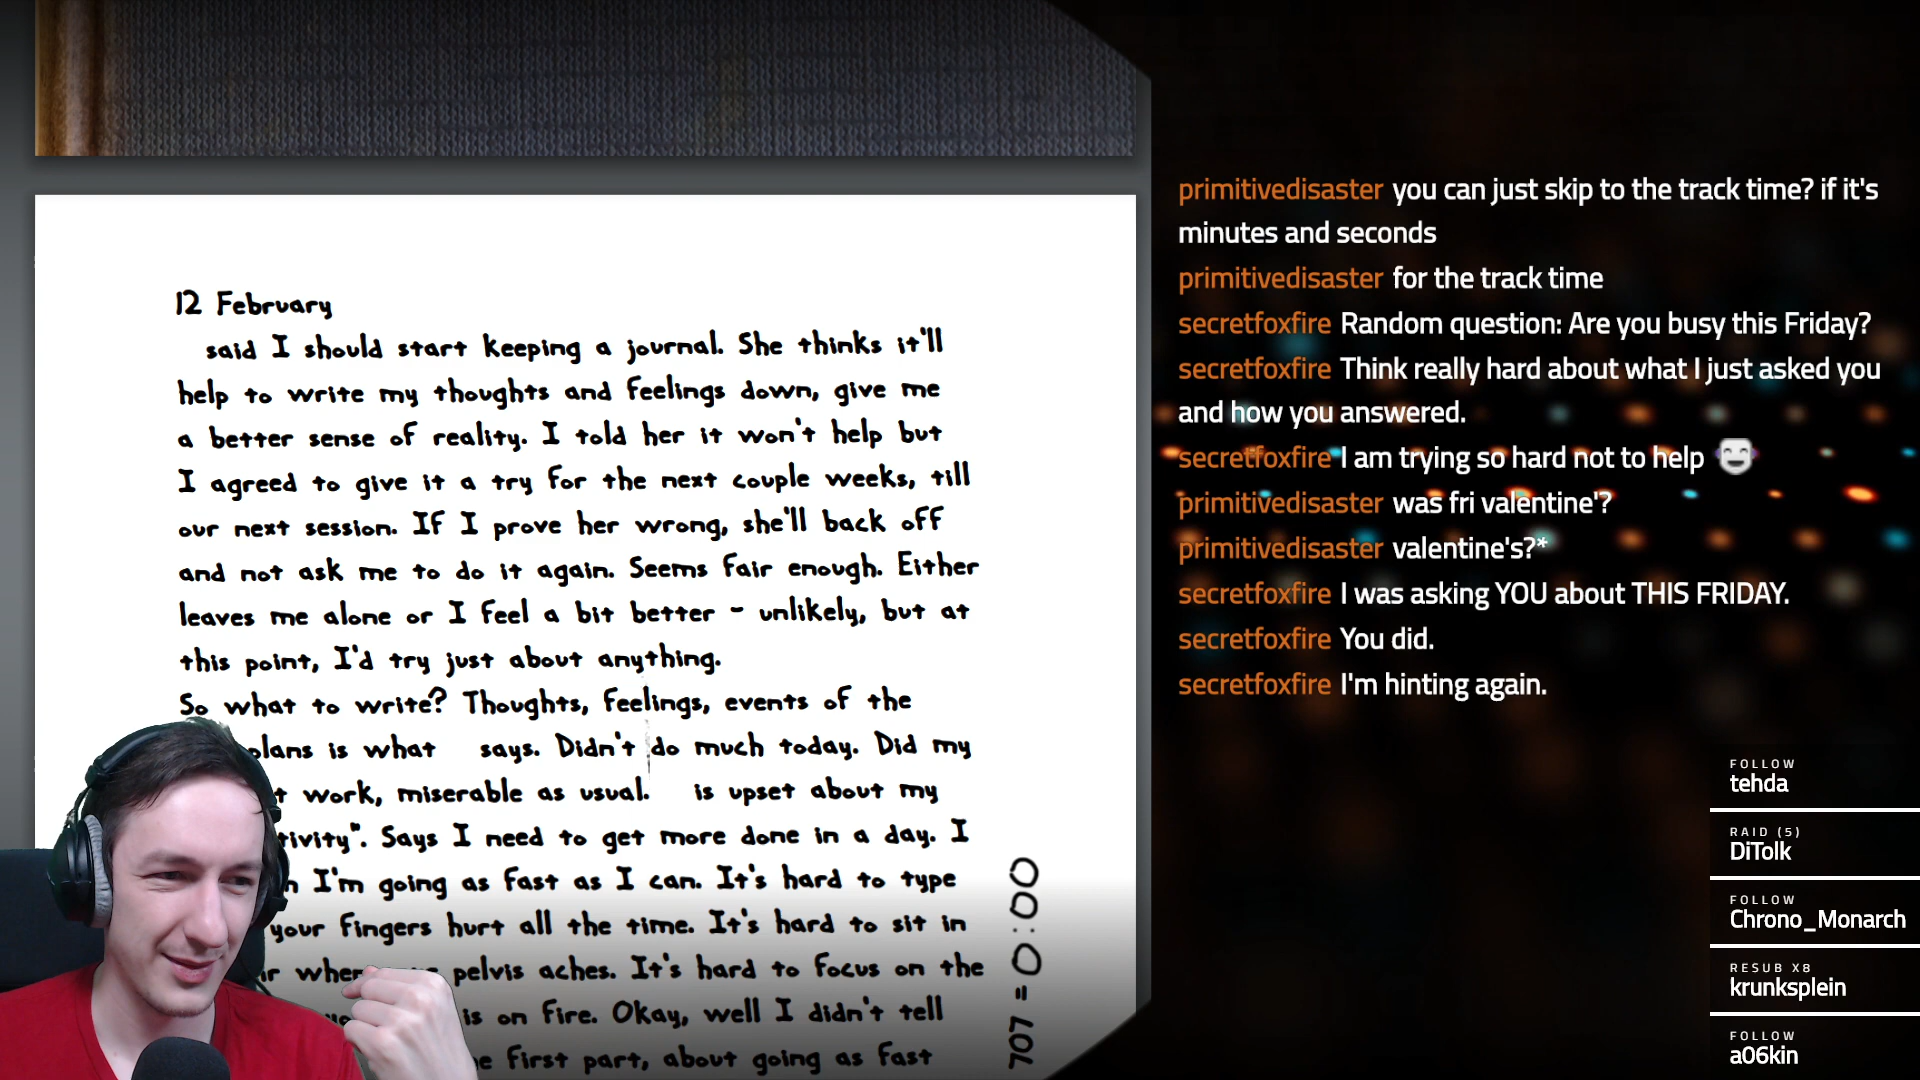 12 February
said I should start keeping a journal. She thinks it'll
help to write my thoughts and feelings down, give me
a better sense of reality. I told her it won't help but
I agreed to give it a try for the next couple weeks, till
our next session. If I prove her wrong, she'll back off
and not ask me to do it again. Seems fair enough. Either
leaves me alone or I feel a bit better - unlikely, but at
this point, I'd try just about anything.
So what to write? Thoughts, feelings, events of the
plans is what says. Didn't do much today. Did my
work, miserable as usual. is upset about my
tivity". Says I need to get more done in a day. I
I'm going as fast as I can. It's hard to type
your fingers hurt all the time. It's hard to sit in
pelvis aches. It's hard to focus on the
is on fire. Okay, well I didn't tell
first part, about going as fast
707 = 0:00
primitivedisaster you can just skip to the track time? if it's
minutes and seconds
primitivedisaster for the track time
secretfoxfire Random question: Are you busy this Friday?
secretfoxfire Think really hard about what I just asked you
and how you answered.
secretfoxfire I am trying so hard not to help
primitivedisaster was fri valentine'?
primitivedisaster valentine's?*
secretfoxfire I was asking YOU about THIS FRIDAY.
secretfoxfire You did.
secretfoxfire I'm hinting again.
FOLLOW
tehda
RAID (5)
DiTolk
FOLLOW
Chrono_Monarch
RESUB X8
krunksplein
FOLLOW
a06kin